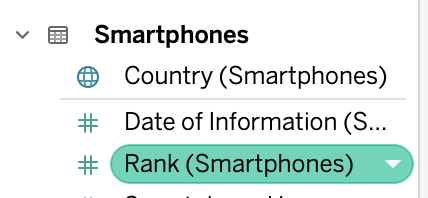 Smartphones
Country (Smartphones)
Date of Information (S...
Rank (Smartphones)